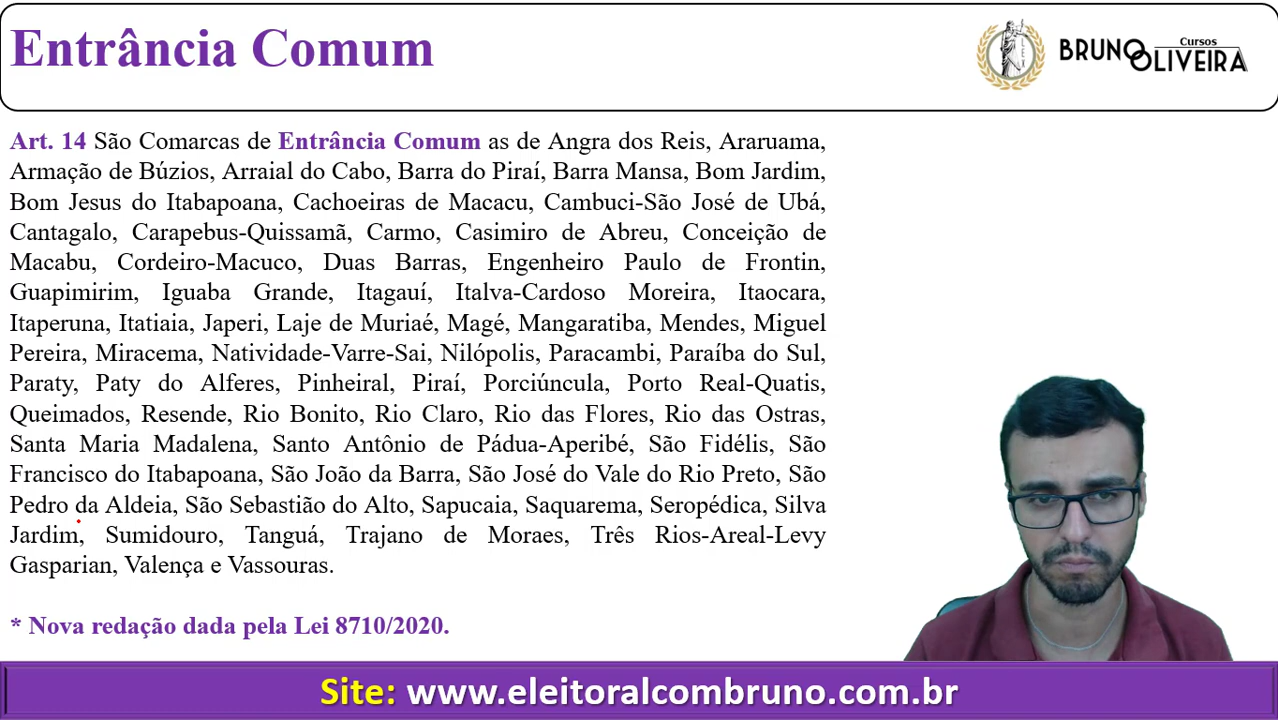 Entrância Comum
Cursos
BRUNO OLIVEIRA
Art. 14 São Comarcas de Entrância Comum as de Angra dos Reis, Araruama,
Armação de Búzios, Arraial do Cabo, Barra do Piraí, Barra Mansa, Bom Jardim,
Bom Jesus do Itabapoana, Cachoeiras de Macacu, Cambuci-São José de Ubá,
Cantagalo, Carapebus-Quissamã, Carmo, Casimiro de Abreu, Conceição de
Macabu, Cordeiro-Macuco, Duas Barras, Engenheiro Paulo de Frontin,
Guapimirim, Iguaba Grande, Itagauí, Italva-Cardoso Moreira, Itaocara,
Itaperuna, Itatiaia, Japeri, Laje de Muriaé, Magé, Mangaratiba, Mendes, Miguel
Pereira, Miracema, Natividade-Varre-Sai, Nilópolis, Paracambi, Paraíba do Sul,
Paraty, Paty do Alferes, Pinheiral, Piraí, Porciúncula, Porto Real-Quatis,
Queimados, Resende, Rio Bonito, Rio Claro, Rio das Flores, Rio das Ostras,
Santa Maria Madalena, Santo Antônio de Pádua-Aperibé, São Fidélis, São
Francisco do Itabapoana, São João da Barra, São José do Vale do Rio Preto, São
Pedro da Aldeia, São Sebastião do Alto, Sapucaia, Saquarema, Seropédica, Silva
Jardim, Sumidouro, Tanguá, Trajano de Moraes, Três Rios-Areal-Levy
Gasparian, Valença e Vassouras.
* Nova redação dada pela Lei 8710/2020.
Site: www.eleitoralcombruno.com.br